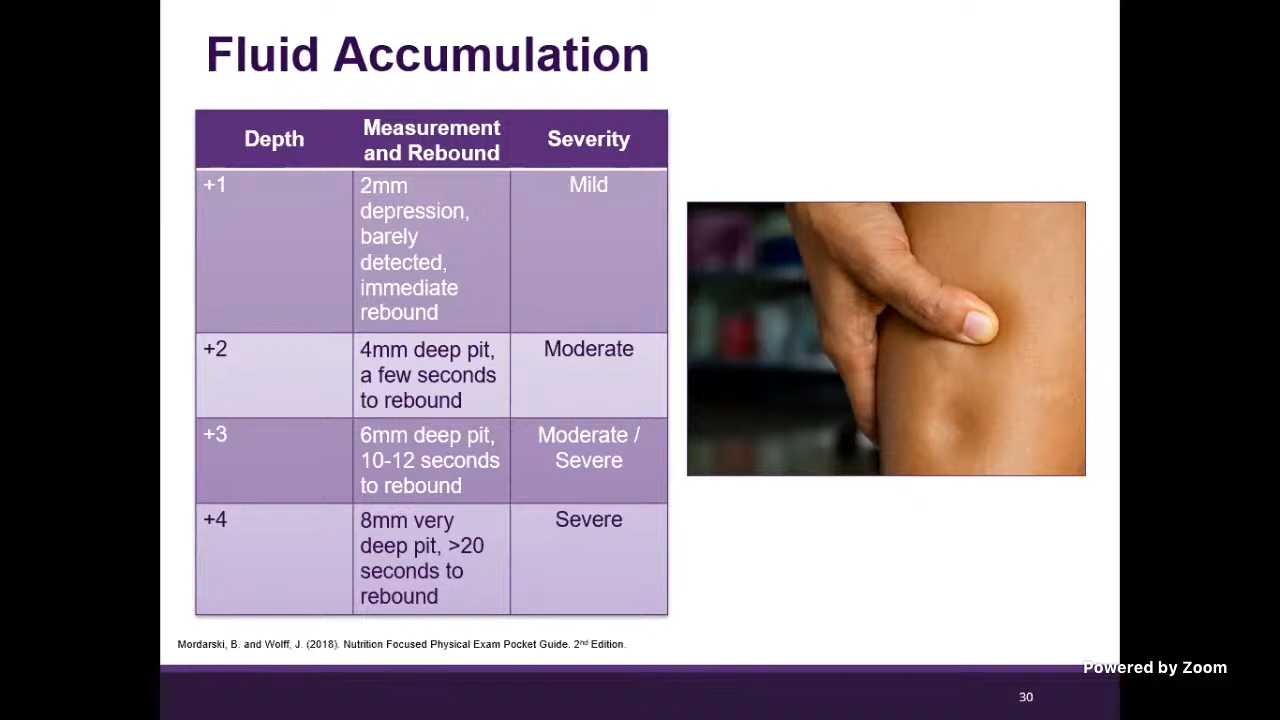 Fluid Accumulation
Depth
Measurement
and Rebound
Severity
+1
2mm
depression,
barely
detected,
immediate
rebound
Mild
+2
4mm deep pit,
a few seconds
to rebound
Moderate
+3
6mm deep pit,
10-12 seconds
to rebound
Moderate /
Severe
+4
8mm very
deep pit, >20
seconds to
rebound
Severe
Mordarski, B. and Wolff, J. (2018). Nutrition Focused Physical Exam Pocket Guide. 2nd Edition.
Powered by Zoom
30